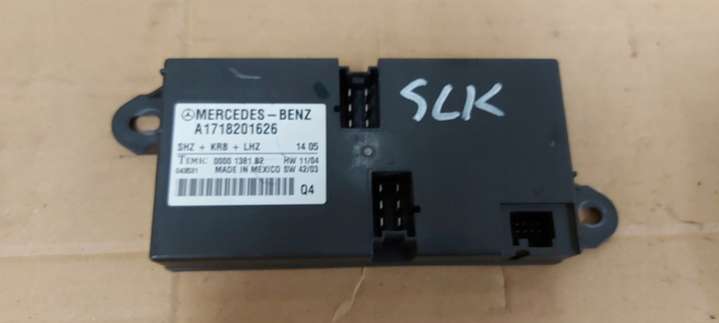 MERCEDES-BENZ
A1718201626
SHZ + KRB + LHZ 14 05
TEMIC 0000 1381.B2 HW 11/04
MADE IN MEXICO SW 42/03
Q4
SLK